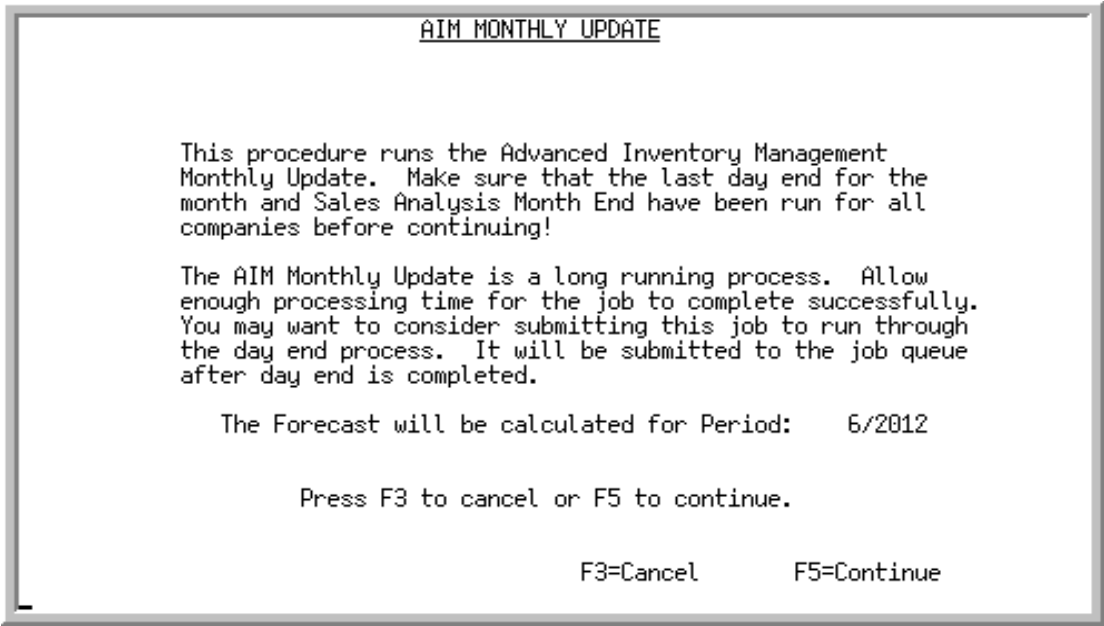 AIM MONTHLY UPDATE
This procedure runs the Advanced Inventory Management
Monthly Update.  Make sure that the last day end for the
month and Sales Analysis Month End have been run for all
companies before continuing!
The AIM Monthly Update is a long running process.  Allow
enough processing time for the job to complete successfully.
You may want to consider submitting this job to run through
the day end process.  It will be submitted to the job queue
after day end is completed.
The Forecast will be calculated for Period:    6/2012
Press F3 to cancel or F5 to continue.
F3=Cancel       F5=Continue